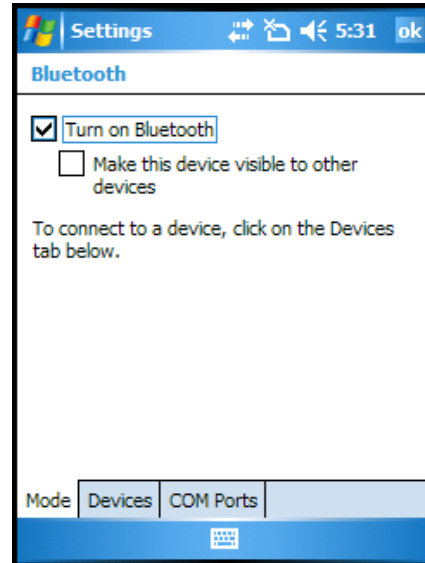 Settings 5:31 ok
Bluetooth
Turn on Bluetooth
Make this device visible to other
devices
To connect to a device, click on the Devices
tab below.
Mode Devices COM Ports